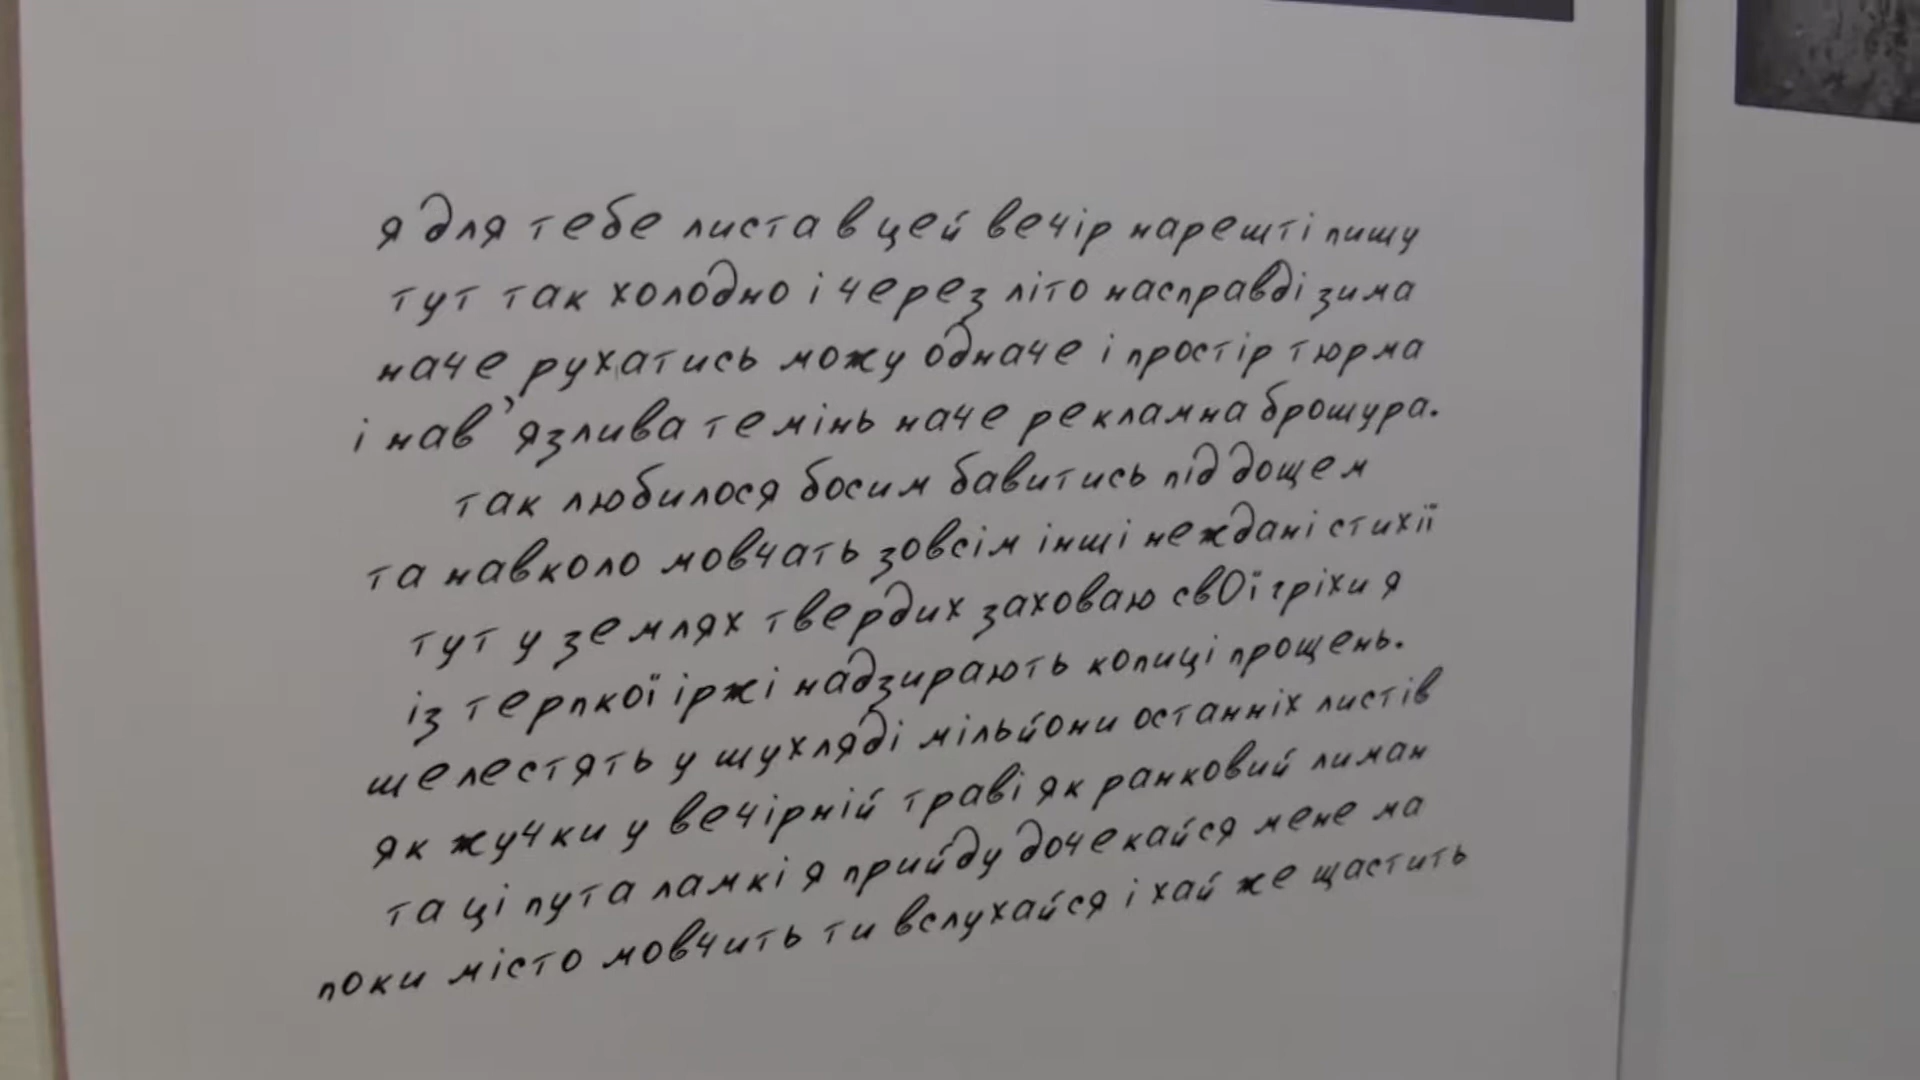 я для тебе листа в цей вечір нарешті пишу
тут так холодно і через літо насправді зима
наче рухатись можу одначе і простір тюрма
і нав'язлива темінь наче рекламна брошура.
так любилося босим бавитись під дощем
та навколо мовчать зовсім інші неждані стихії
тут у землях твердих заховаю свОї гріхи я
із терпкої іржі надзирають копиці прощень.
шелестять у шухляді мільйони останніх листів
як жучки у вечірній траві як ранковий лиман
та ці пута ламкі я прийду дочекайся мене ма
поки місто мовчить ти вслухайся і хай же щастить